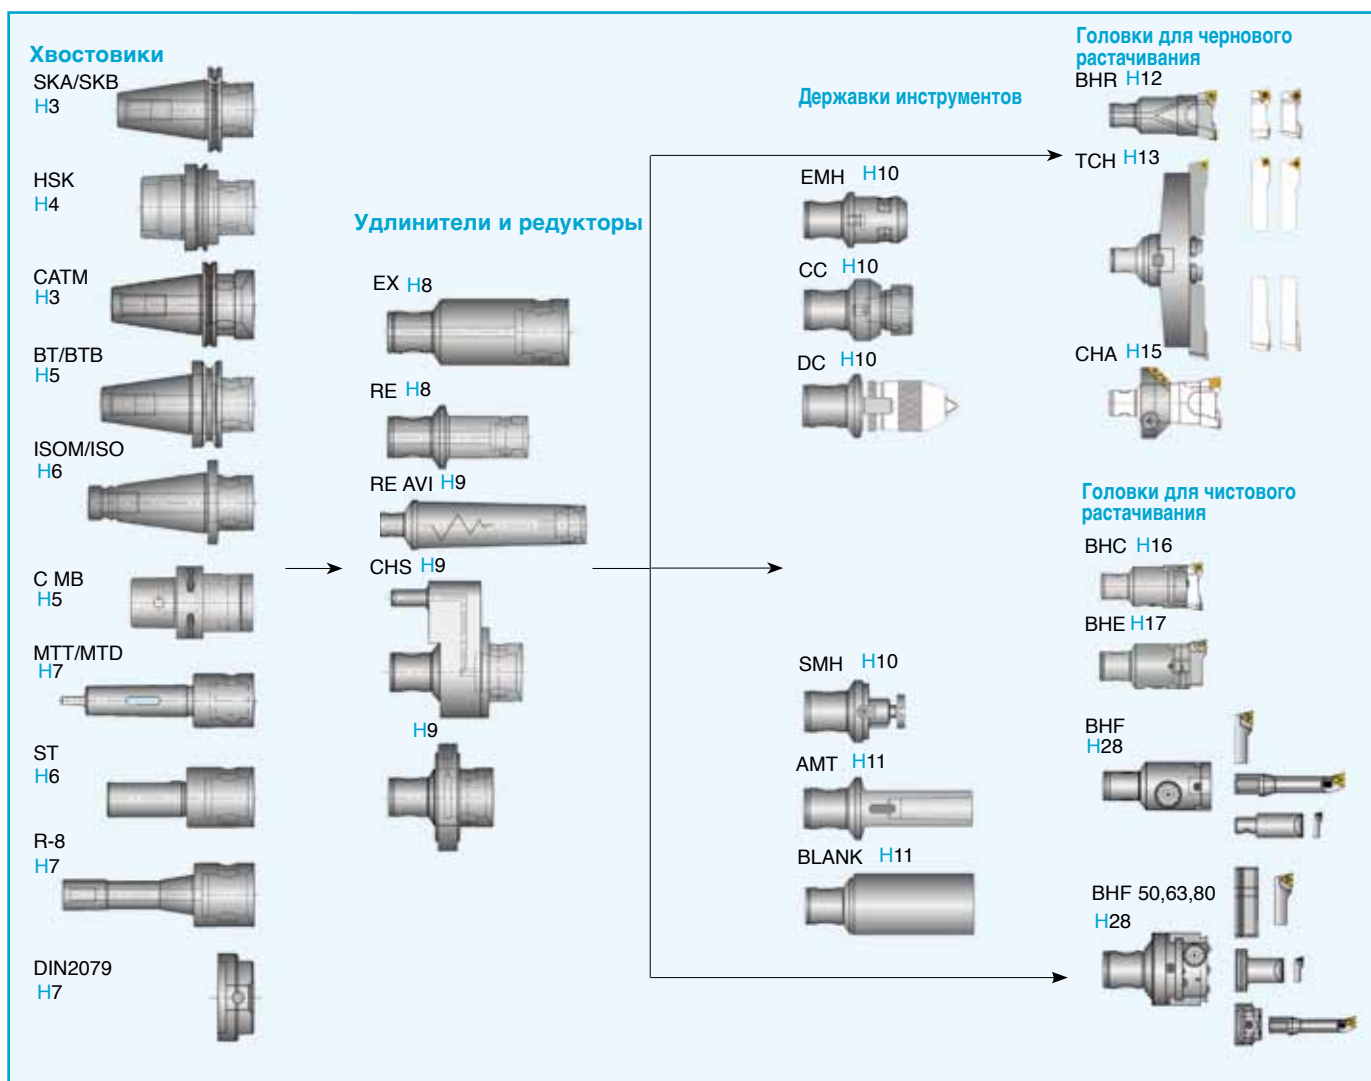 Хвостовики
SKA/SKB
H3
HSK
H4
CATM
H3
BT/BTB
H5
ISOM/ISO
H6
C MB
H5
MTT/MTD
H7
ST
H6
R-8
H7
DIN2079
H7
Удлинители и редукторы
EX H8
RE H8
RE AVI H9
CHS H9
H9
Державки инструментов
EMH H10
CC H10
DC H10
SMH H10
AMT H11
BLANK H11
Головки для чернового
растачивания
BHR H12
TCH H13
CHA H15
Головки для чистового
растачивания
BHC H16
BHE H17
BHF
H28
BHF 50,63,80
H28